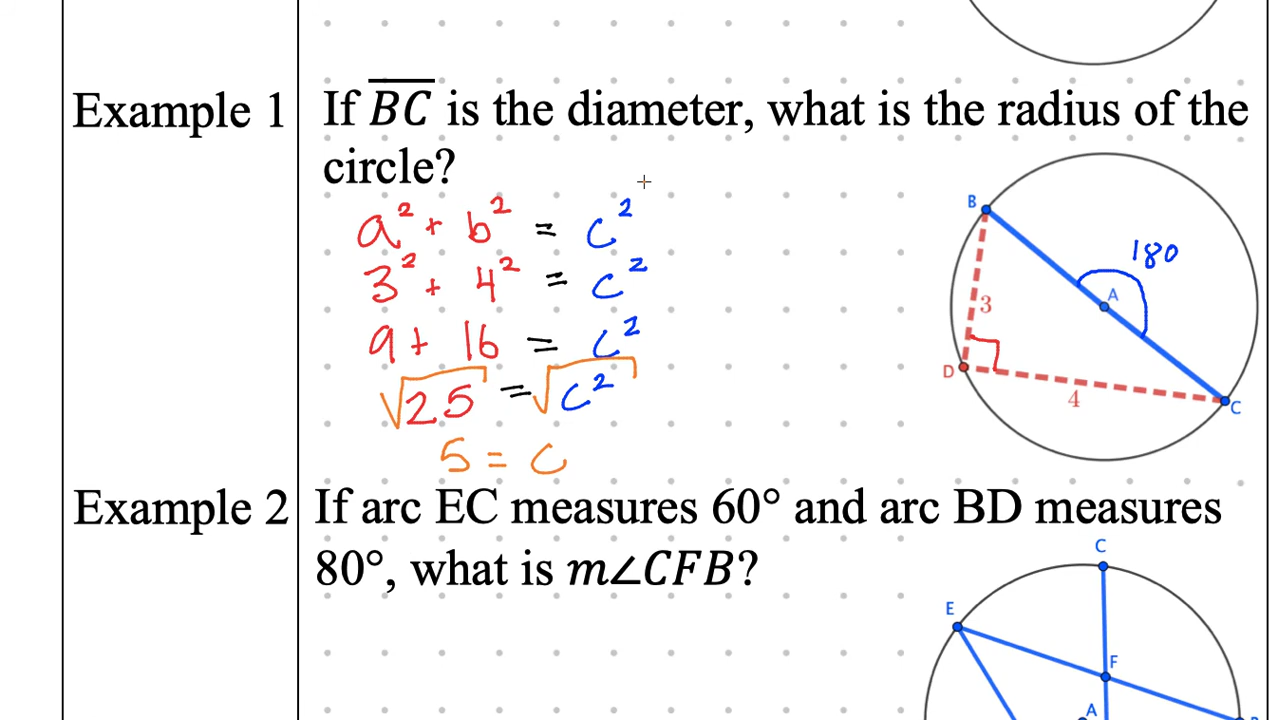 Example 1
If BC is the diameter, what is the radius of the
circle?
a² + b² = c²
3² + 4² = c²
9 + 16 = c²
√25 = √c²
5 = c
B
180
A
3
D
4
C
Example 2
If arc EC measures 60° and arc BD measures
80°, what is m∠CFB?
C
E
F
A